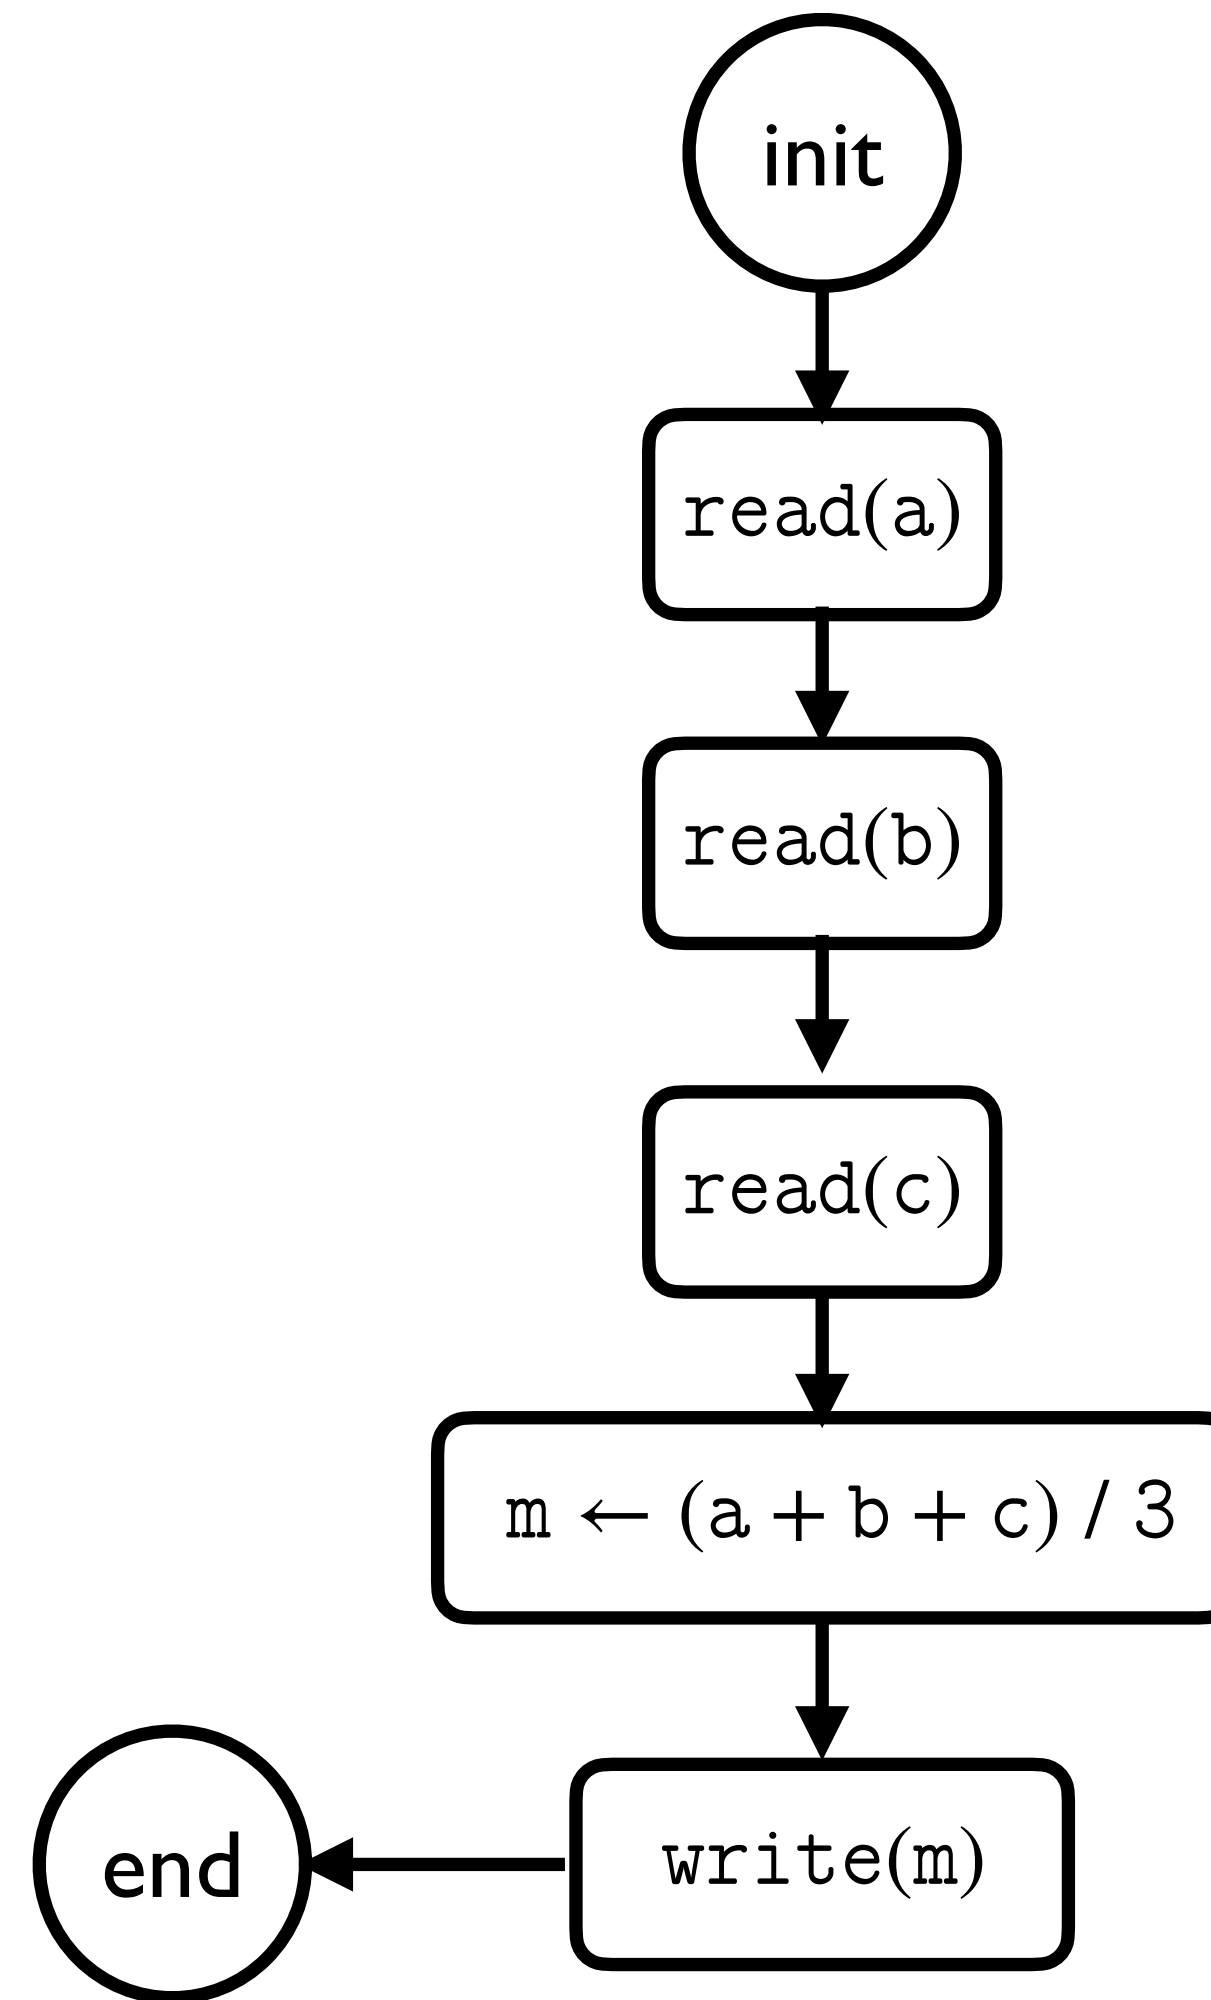 init
read(a)
read(b)
read(c)
m ← (a + b + c) / 3
write(m)
end